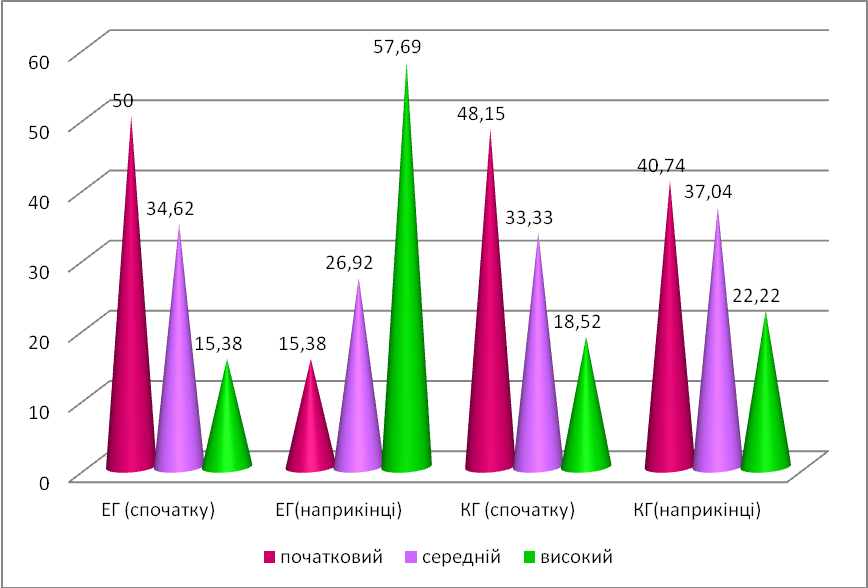 60
50
40
30
20
10
0
50
34,62
15,38
15,38
26,92
57,69
48,15
33,33
18,52
40,74
37,04
22,22
ЕГ (спочатку)
ЕГ(наприкінці)
КГ (спочатку)
КГ(наприкінці)
початковий
середній
високий